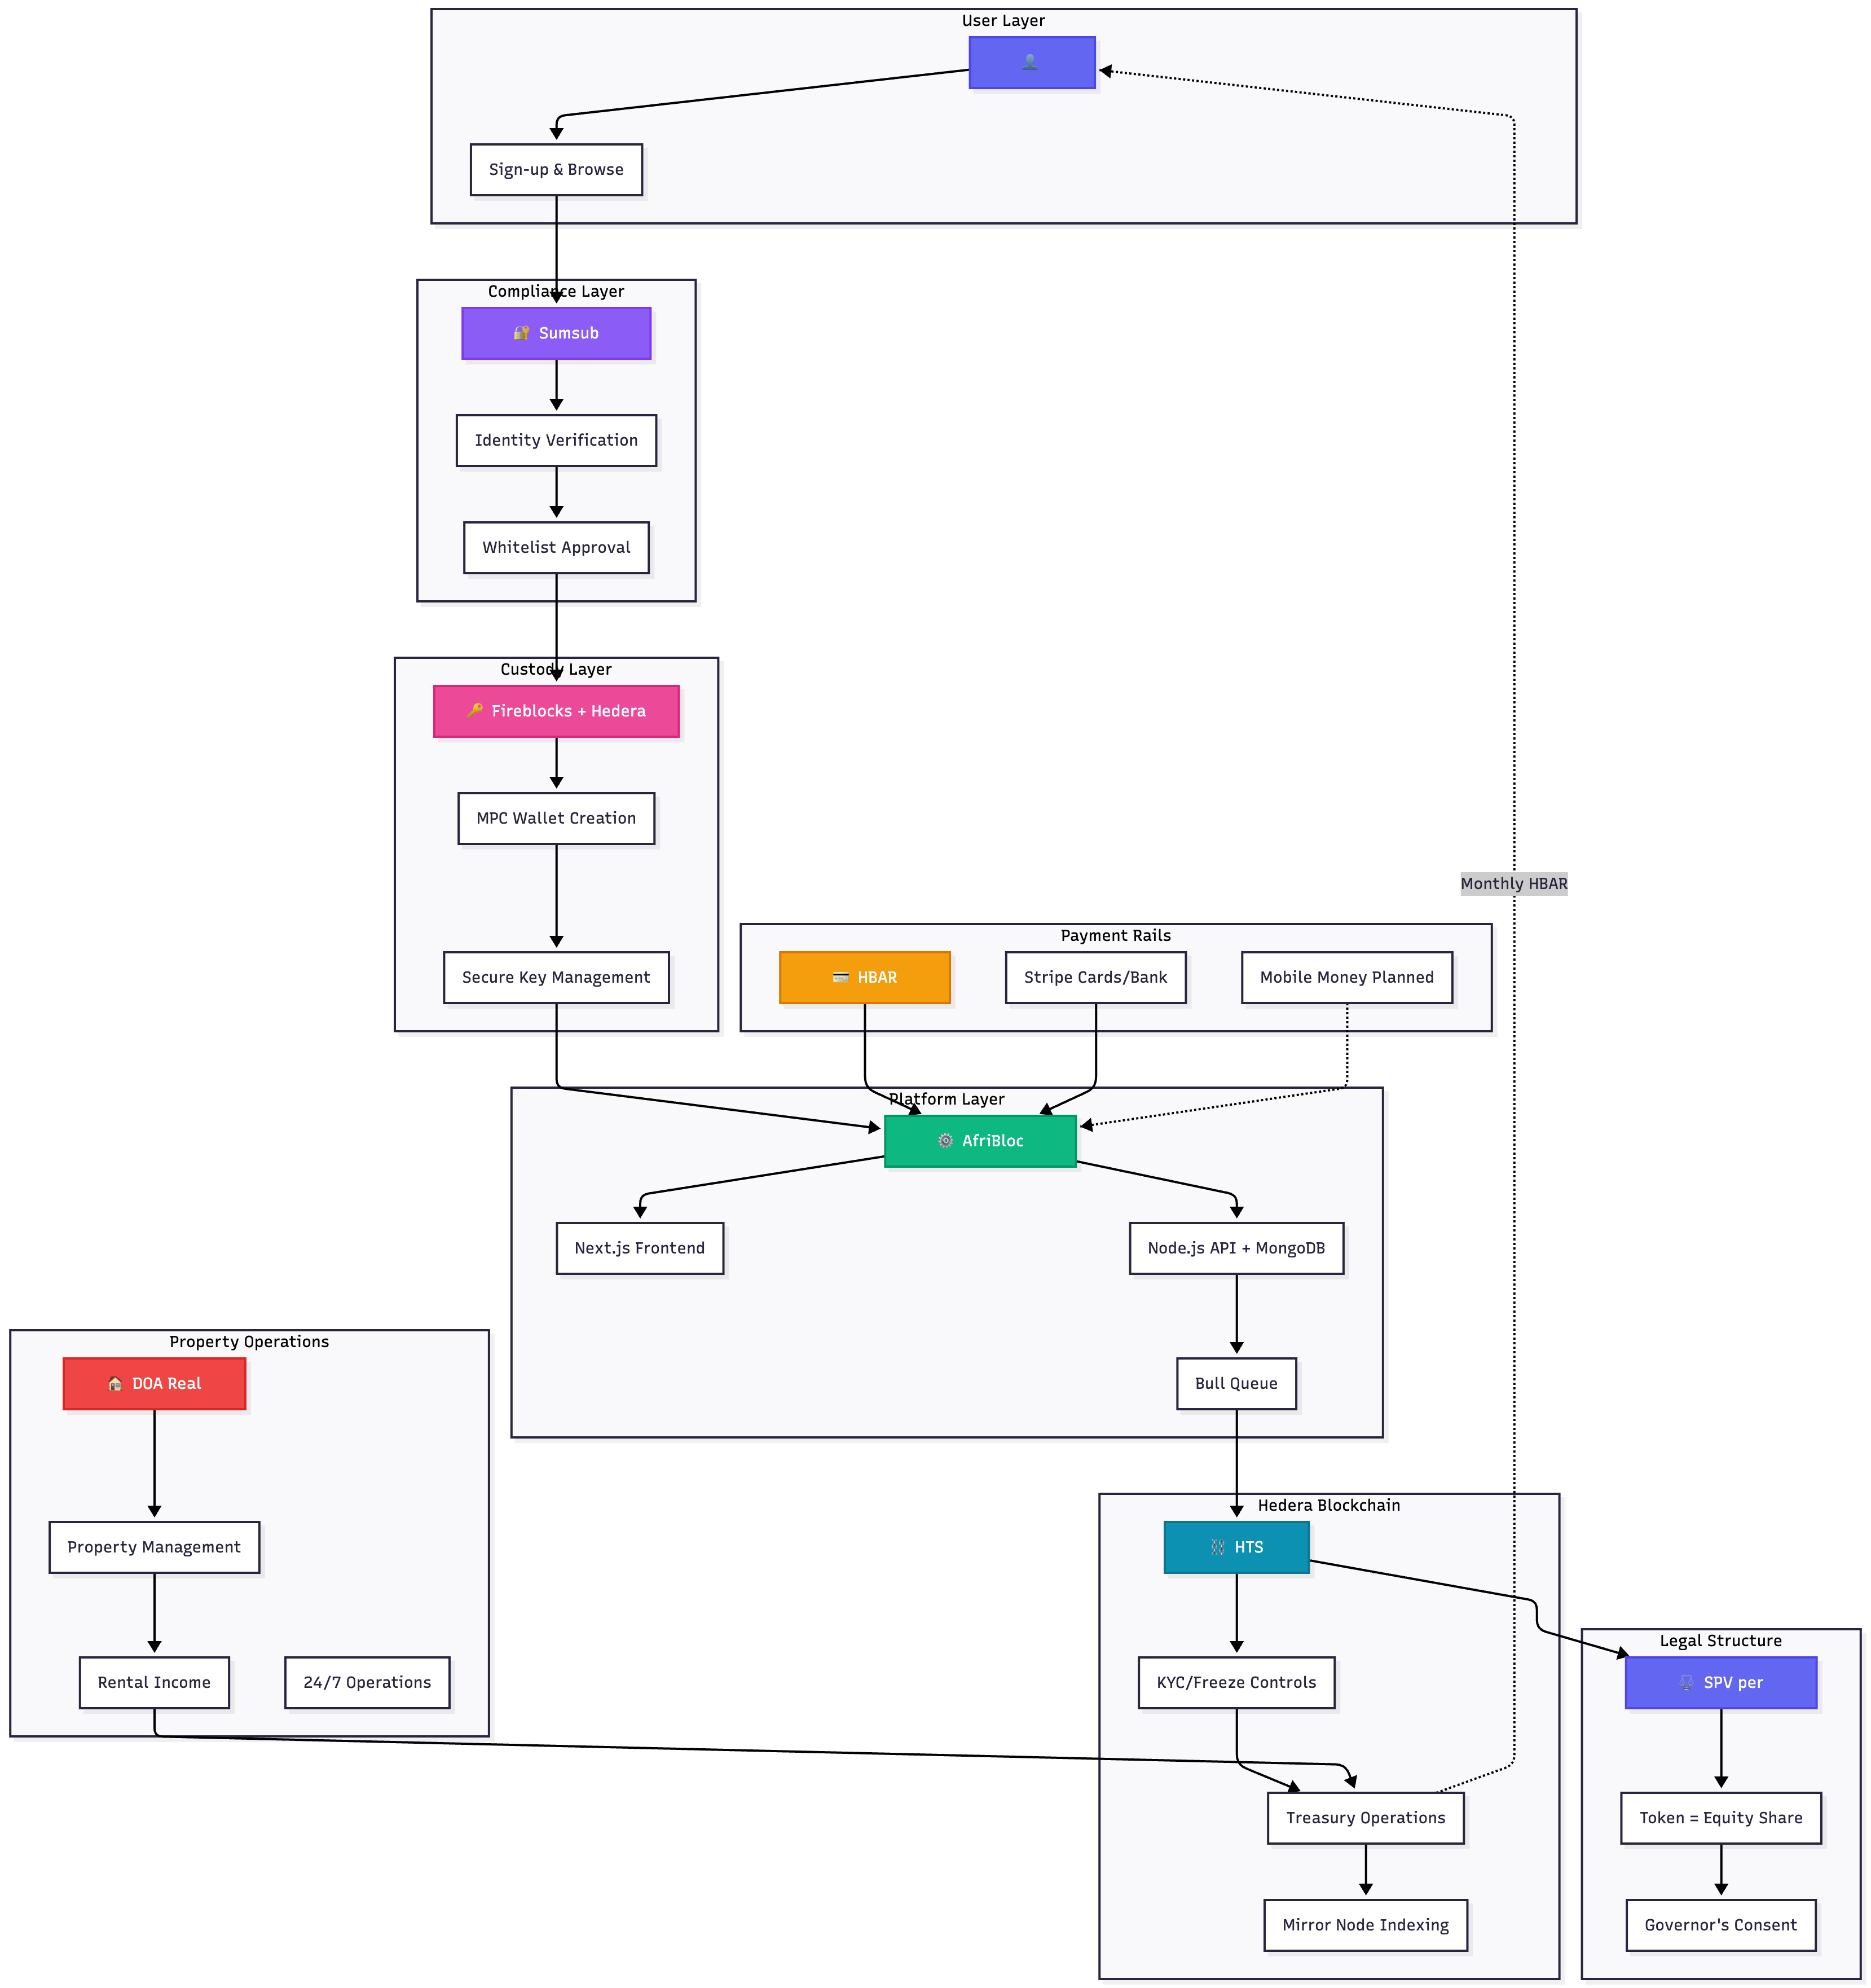 User Layer
Sign-up & Browse
Compliance Layer
Sumsub
Identity Verification
Whitelist Approval
Custody Layer
Fireblocks + Hedera
MPC Wallet Creation
Monthly HBAR
Secure Key Management
Payment Rails
HBAR
Stripe Cards/Bank
Mobile Money Planned
Platform Layer
AfriBloc
Next.js Frontend
Node.js API + MongoDB
Bull Queue
Property Operations
DOA Real
Property Management
Rental Income
24/7 Operations
Hedera Blockchain
HTS
KYC/Freeze Controls
Treasury Operations
Mirror Node Indexing
Legal Structure
SPV per
Token = Equity Share
Governor's Consent